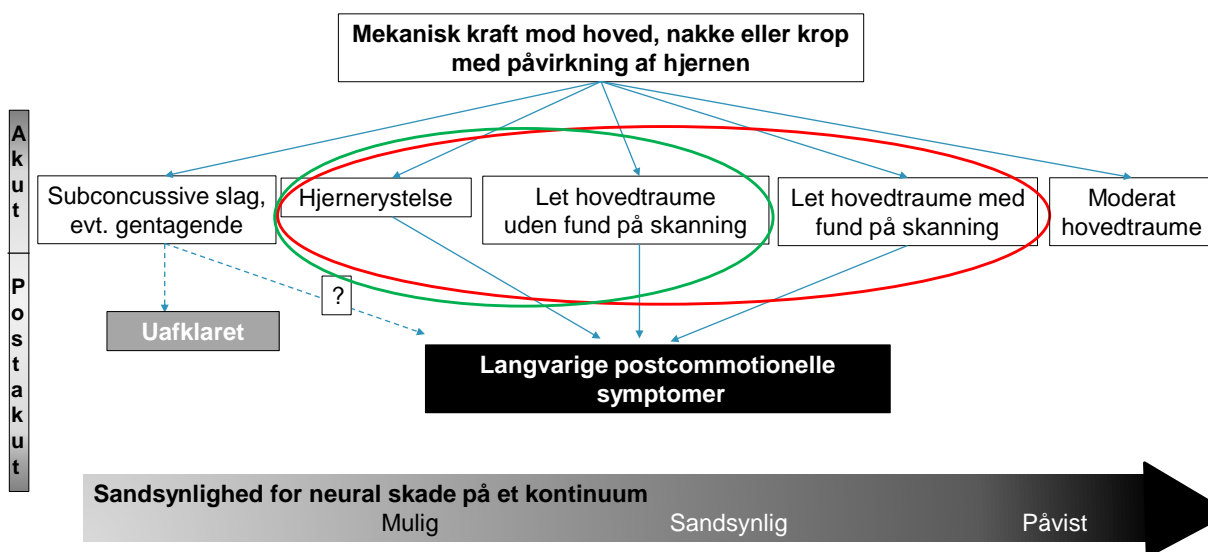 Mekanisk kraft mod hoved, nakke eller krop
med påvirkning af hjernen
Akut
Subconcussive slag,
evt. gentagende
Hjernerystelse
Let hovedtraume
uden fund på skanning
Let hovedtraume med
fund på skanning
Moderat
hovedtraume
Postakut
?
Uafklaret
Langvarige postcommotionelle
symptomer
Sandsynlighed for neural skade på et kontinuum
Mulig
Sandsynlig
Påvist